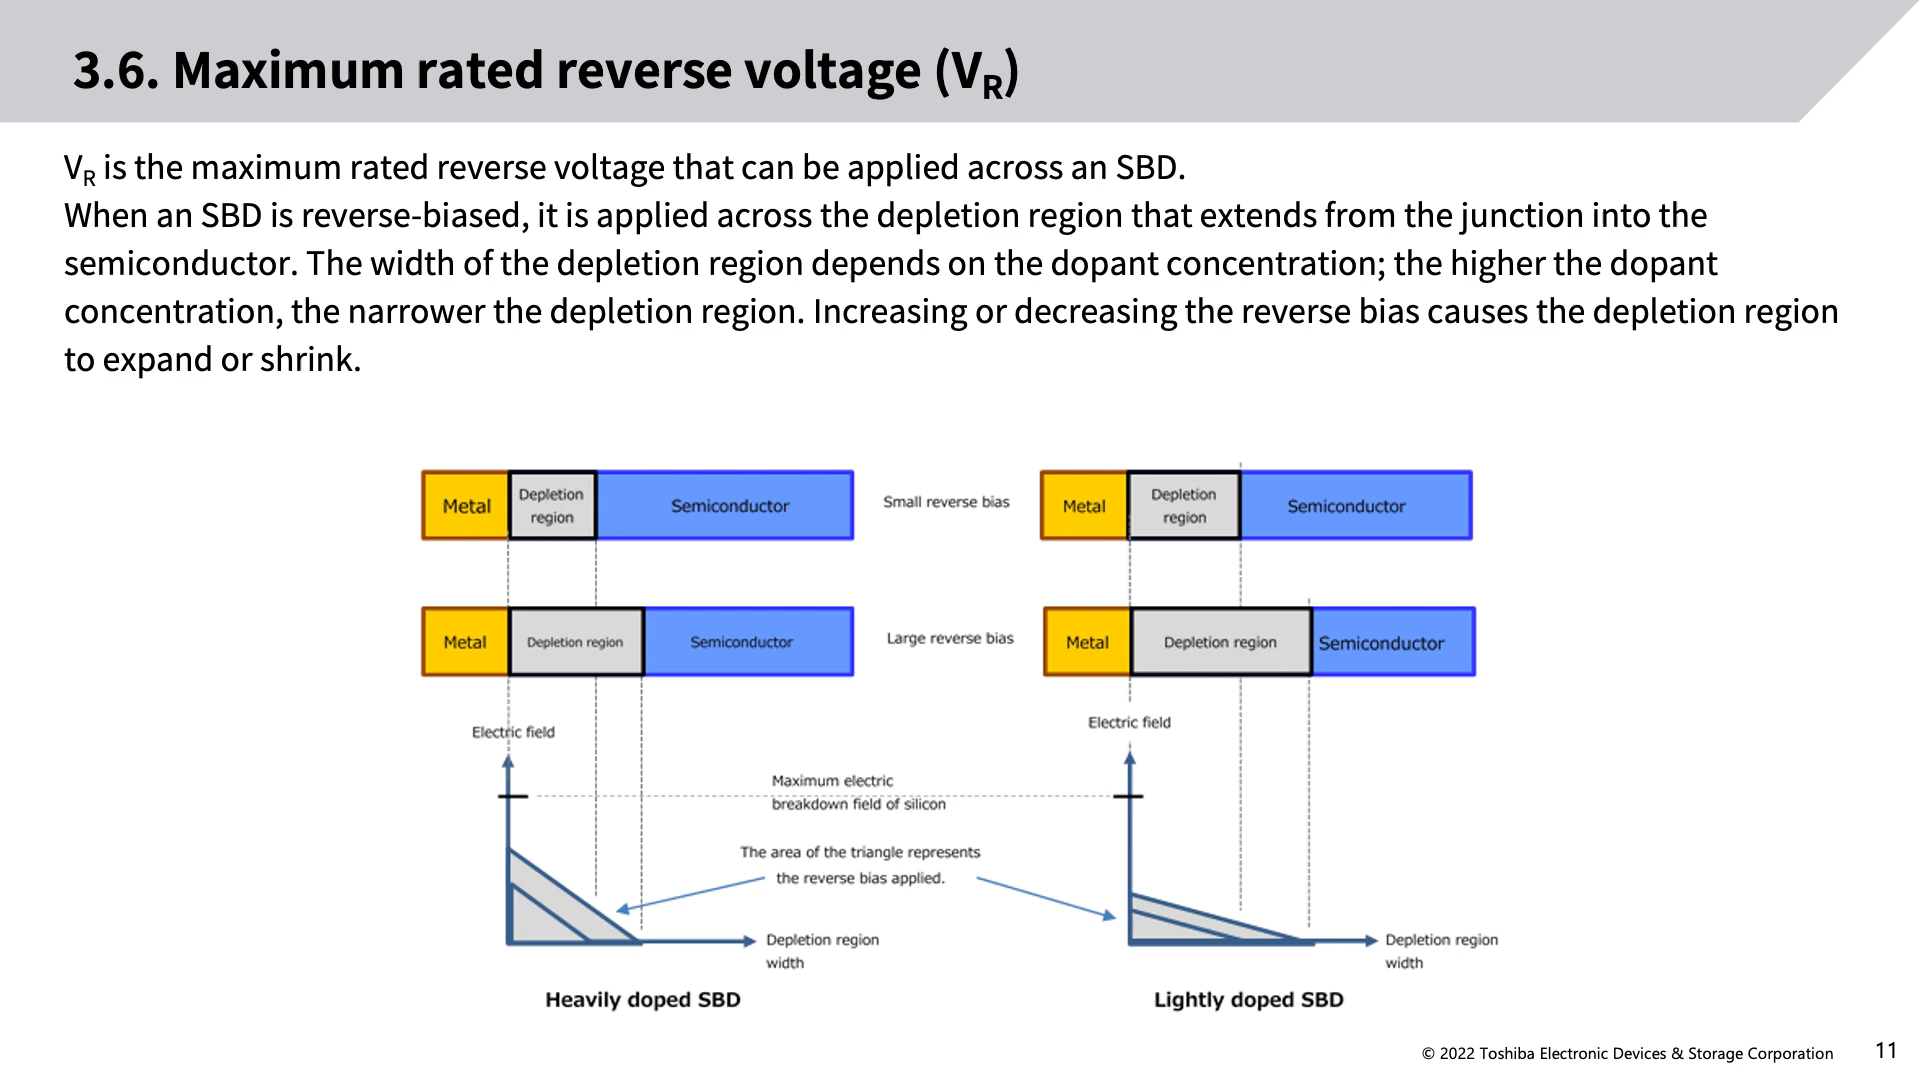 3.6. Maximum rated reverse voltage (VR)
VR is the maximum rated reverse voltage that can be applied across an SBD.
When an SBD is reverse-biased, it is applied across the depletion region that extends from the junction into the
semiconductor. The width of the depletion region depends on the dopant concentration; the higher the dopant
concentration, the narrower the depletion region. Increasing or decreasing the reverse bias causes the depletion region
to expand or shrink.
Metal
Depletion
region
Semiconductor
Small reverse bias
Metal
Depletion
region
Semiconductor
Metal
Depletion region
Semiconductor
Large reverse bias
Metal
Depletion region
Semiconductor
Electric field
Electric field
Maximum electric
breakdown field of silicon
The area of the triangle represents
the reverse bias applied.
Depletion region
width
Depletion region
width
Heavily doped SBD
Lightly doped SBD
© 2022 Toshiba Electronic Devices & Storage Corporation
11